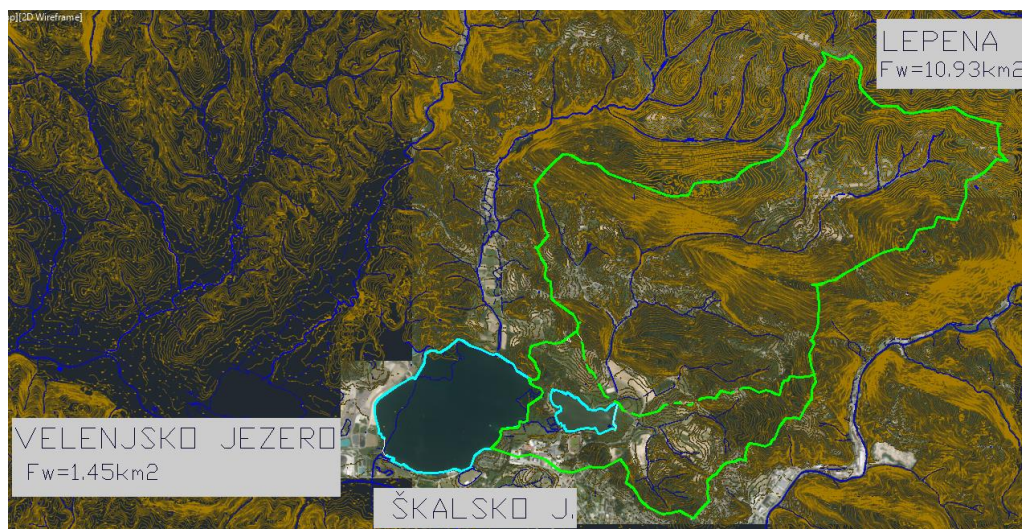 ][2D Wireframe]
LEPENA
Fw=10.93km2
VELENJSKO JEZERO
Fw=1.45km2
ŠKALSKO J.